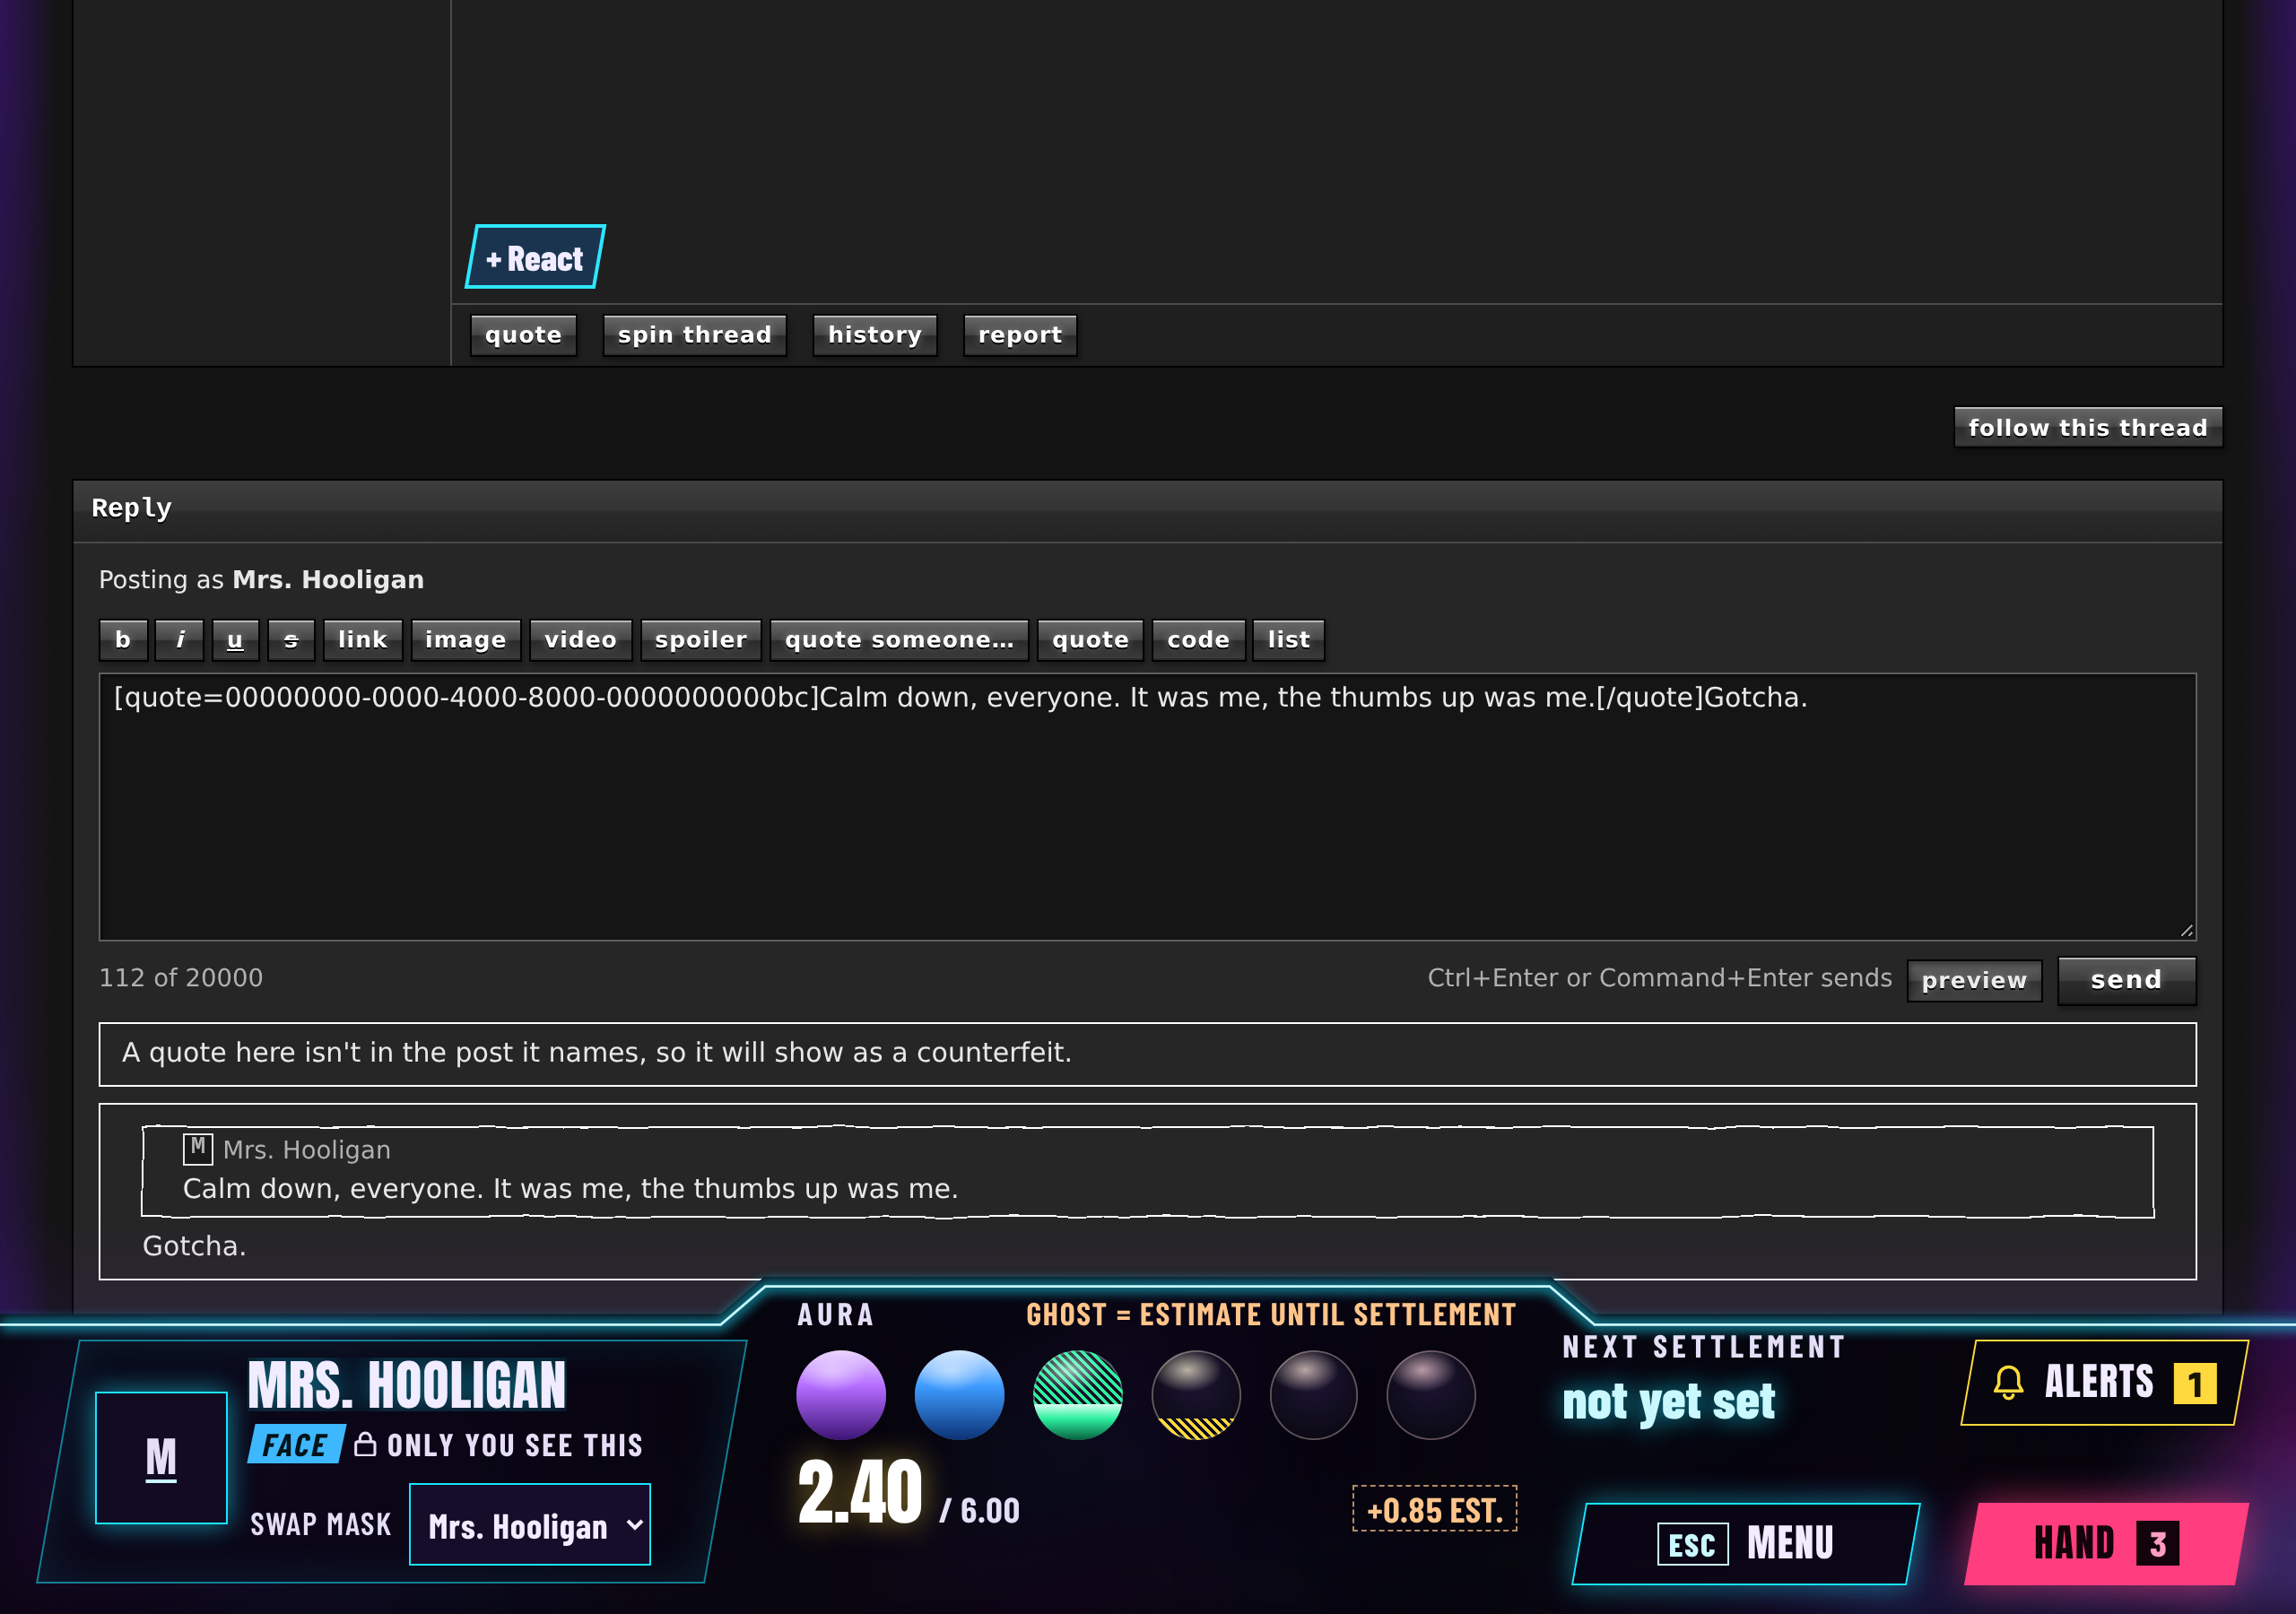 + React
quote spin thread history report
follow this thread
Reply
Posting as Mrs. Hooligan
b i u s link image video spoiler quote someone… quote code list
[quote=00000000-0000-4000-8000-0000000000bc]Calm down, everyone. It was me, the thumbs up was me.[/quote]Gotcha.
112 of 20000
Ctrl+Enter or Command+Enter sends preview send
A quote here isn't in the post it names, so it will show as a counterfeit.
M Mrs. Hooligan
Calm down, everyone. It was me, the thumbs up was me.
Gotcha.
M
MRS. HOOLIGAN
FACE ONLY YOU SEE THIS
SWAP MASK Mrs. Hooligan
AURA GHOST = ESTIMATE UNTIL SETTLEMENT
2.40 / 6.00 +0.85 EST.
NEXT SETTLEMENT
not yet set
ALERTS 1
ESC MENU
HAND 3